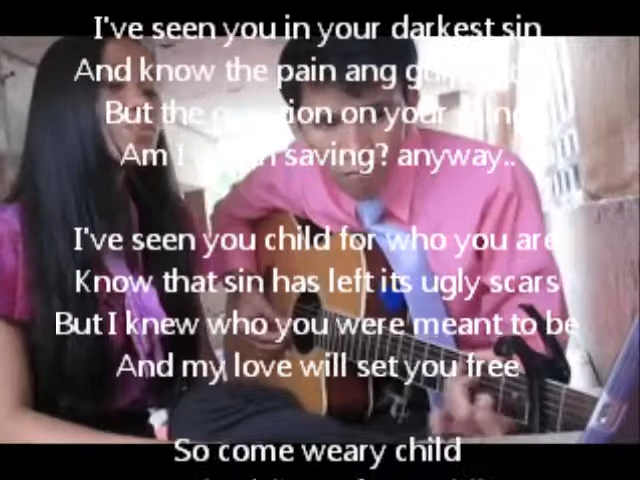 I've seen you in your darkest sin
And know the pain ang
But the on your
Am I saving? anyway..
I've seen you child for who you are
Know that sin has left its ugly scars
But I knew who you were meant to be
And my love will set you free
So come weary child